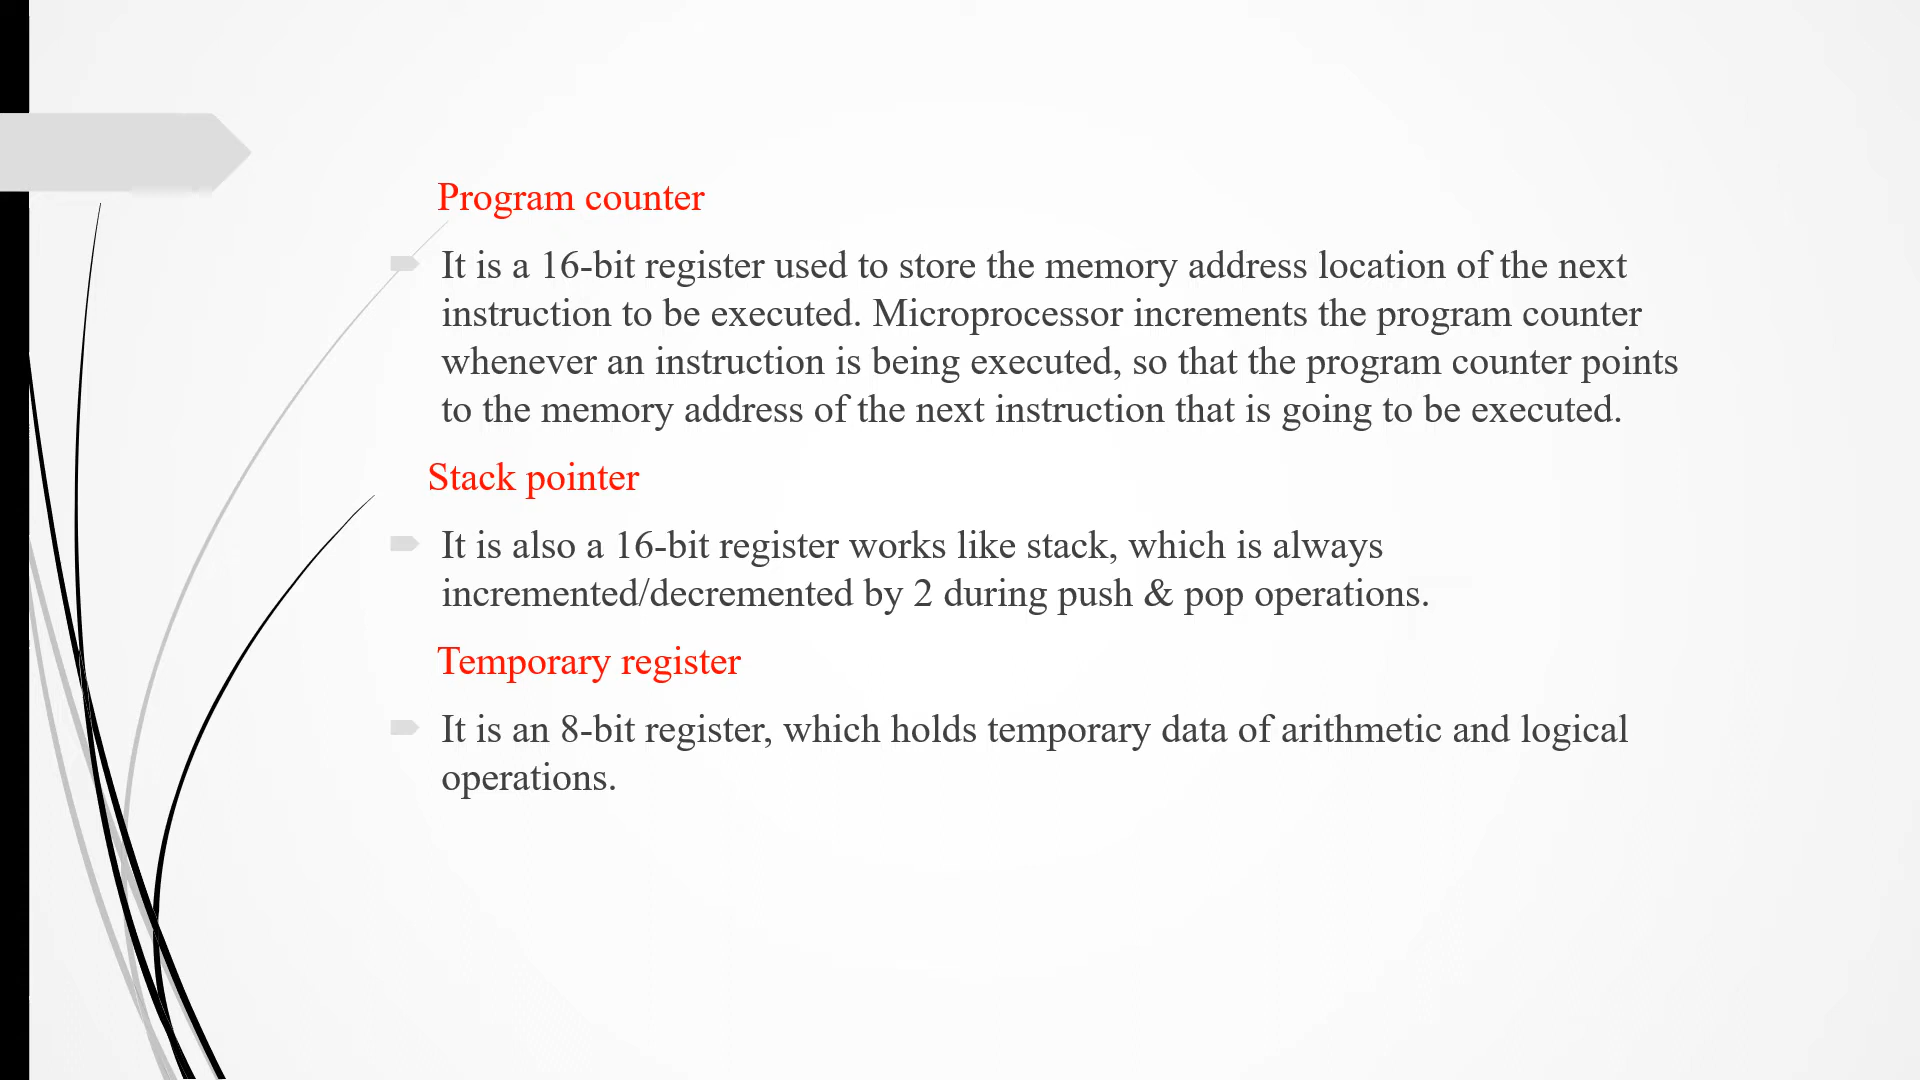 Program counter
It is a 16-bit register used to store the memory address location of the next
instruction to be executed. Microprocessor increments the program counter
whenever an instruction is being executed, so that the program counter points
to the memory address of the next instruction that is going to be executed.
Stack pointer
It is also a 16-bit register works like stack, which is always
incremented/decremented by 2 during push & pop operations.
Temporary register
It is an 8-bit register, which holds temporary data of arithmetic and logical
operations.